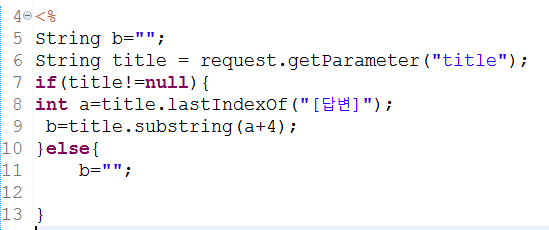 4 <%
5 String b="";
6 String title = request.getParameter("title");
7 if(title!=null){
8 int a=title.lastIndexOf("[답변]");
9  b=title.substring(a+4);
10 }else{
11     b="";
12
13 }